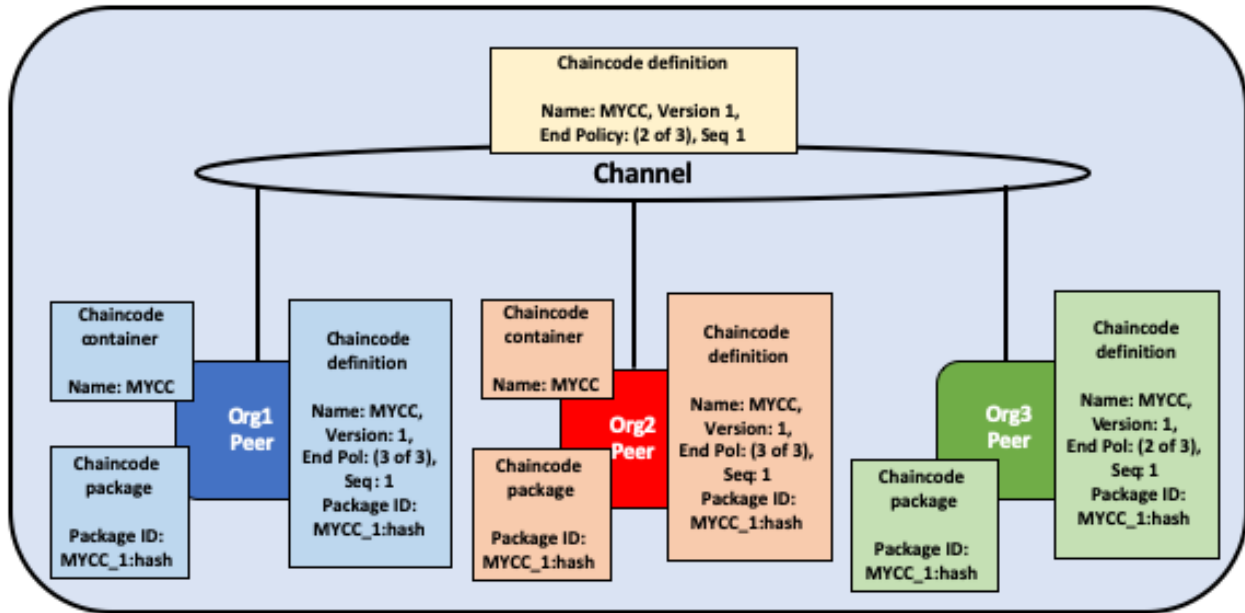 Chaincode definition
Name: MYCC, Version 1,
End Policy: (2 of 3), Seq 1
Channel
Chaincode
container
Name: MYCC
Org1
Peer
Chaincode
package
Package ID:
MYCC_1:hash
Chaincode
definition
Name: MYCC,
Version: 1,
End Pol: (3 of 3),
Seq: 1
Package ID:
MYCC_1:hash
Chaincode
container
Name: MYCC
Org2
Peer
Chaincode
package
Package ID:
MYCC_1:hash
Chaincode
definition
Name: MYCC,
Version: 1,
End Pol: (3 of 3),
Seq: 1
Package ID:
MYCC_1:hash
Org3
Peer
Chaincode
package
Package ID:
MYCC_1:hash
Chaincode
definition
Name: MYCC,
Version: 1,
End Pol: (2 of 3),
Seq: 1
Package ID:
MYCC_1:hash